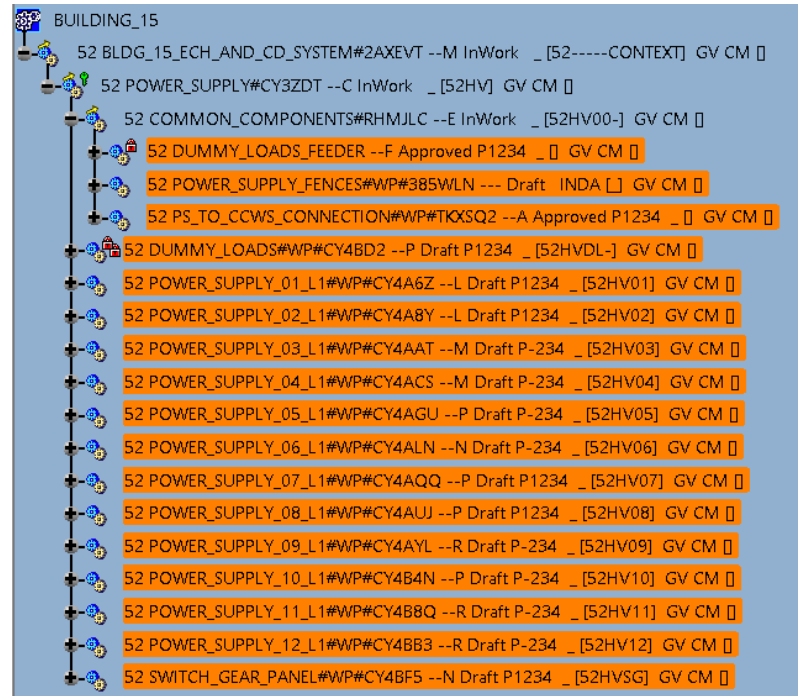 BUILDING_15
52 BLDG_15_ECH_AND_CD_SYSTEM#2AXEVT --M InWork _ [52-----CONTEXT] GV CM []
52 POWER_SUPPLY#CY3ZDT --C InWork _ [52HV] GV CM []
52 COMMON_COMPONENTS#RHMJLC --E InWork _ [52HV00-] GV CM []
52 DUMMY_LOADS_FEEDER --F Approved P1234 _ [] GV CM []
52 POWER_SUPPLY_FENCES#WP#385WLN --- Draft INDA [_] GV CM []
52 PS_TO_CCWS_CONNECTION#WP#TKXSQ2 --A Approved P1234 _ [] GV CM []
52 DUMMY_LOADS#WP#CY4BD2 --P Draft P1234 _ [52HVDL-] GV CM []
52 POWER_SUPPLY_01_L1#WP#CY4A6Z --L Draft P1234 _ [52HV01] GV CM []
52 POWER_SUPPLY_02_L1#WP#CY4A8Y --L Draft P1234 _ [52HV02] GV CM []
52 POWER_SUPPLY_03_L1#WP#CY4AAT --M Draft P-234 _ [52HV03] GV CM []
52 POWER_SUPPLY_04_L1#WP#CY4ACS --M Draft P-234 _ [52HV04] GV CM []
52 POWER_SUPPLY_05_L1#WP#CY4AGU --P Draft P-234 _ [52HV05] GV CM []
52 POWER_SUPPLY_06_L1#WP#CY4ALN --N Draft P-234 _ [52HV06] GV CM []
52 POWER_SUPPLY_07_L1#WP#CY4AQQ --P Draft P1234 _ [52HV07] GV CM []
52 POWER_SUPPLY_08_L1#WP#CY4AUJ --P Draft P1234 _ [52HV08] GV CM []
52 POWER_SUPPLY_09_L1#WP#CY4AYL --R Draft P-234 _ [52HV09] GV CM []
52 POWER_SUPPLY_10_L1#WP#CY4B4N --P Draft P-234 _ [52HV10] GV CM []
52 POWER_SUPPLY_11_L1#WP#CY4B8Q --R Draft P-234 _ [52HV11] GV CM []
52 POWER_SUPPLY_12_L1#WP#CY4BB3 --R Draft P-234 _ [52HV12] GV CM []
52 SWITCH_GEAR_PANEL#WP#CY4BF5 --N Draft P1234 _ [52HVSG] GV CM []